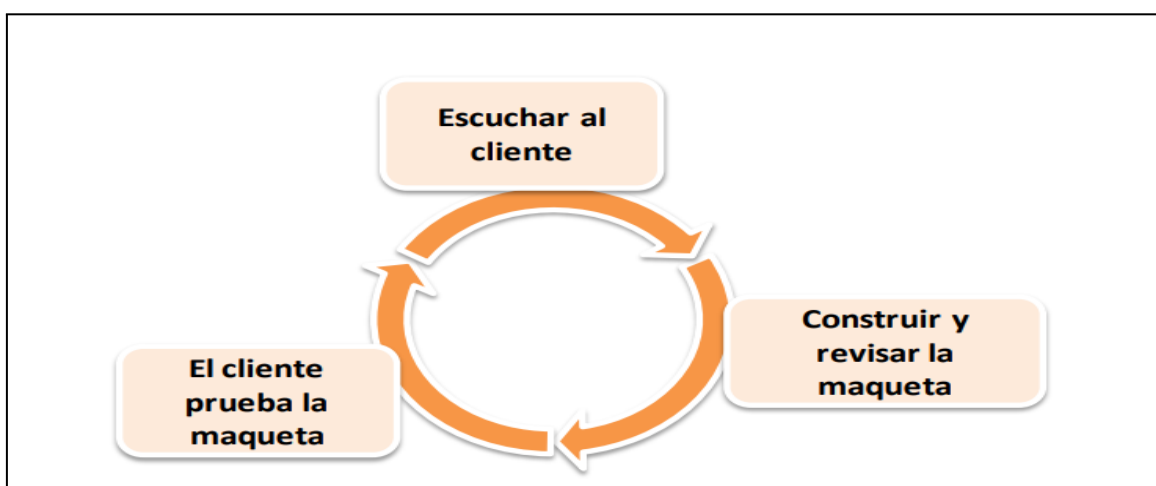 Escuchar al
cliente
Construir y
revisar la
maqueta
El cliente
prueba la
maqueta